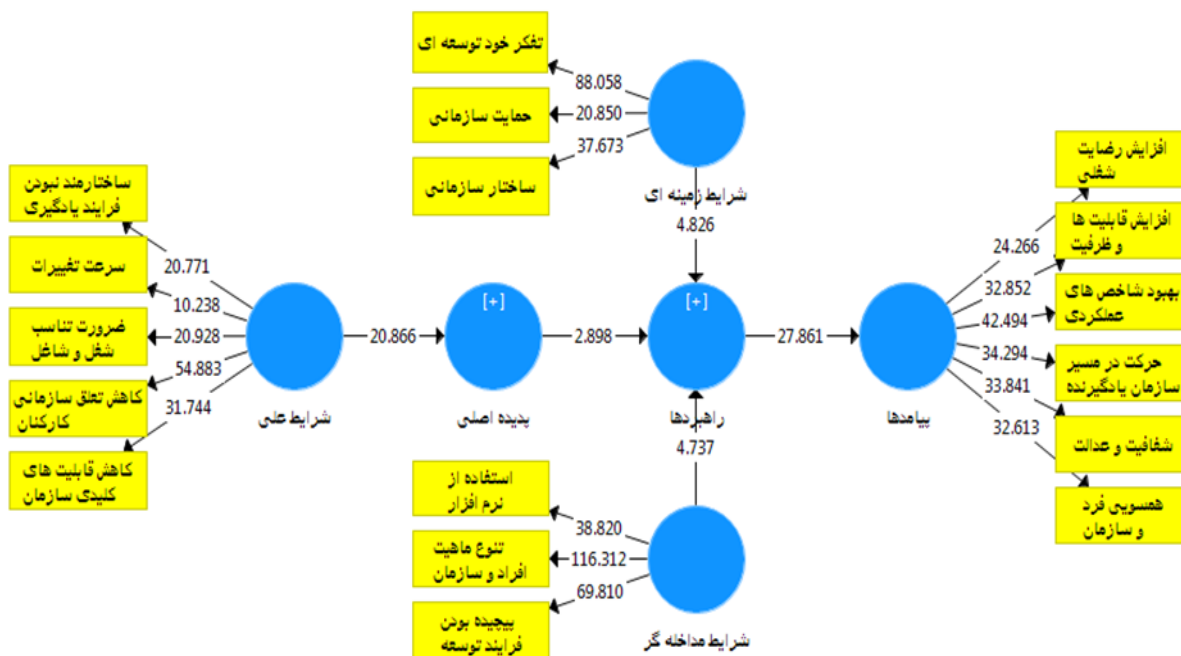 تفکر خود توسعه ای
88.058
حمایت سازمانی
20.850
ساختار سازمانی
37.673
شرایط زمینه ای
4.826
افزایش رضایت
شغلی
24.266
افزایش قابلیت ها
و ظرفیت
32.852
بهبود شاخص های
عملکردی
42.494
حرکت در مسیر
سازمان یادگیرنده
34.294
شفافیت و عدالت
33.841
همسویی فرد
و سازمان
32.613
پیامدها
27.861
[+]
راهبردها
2.898
[+]
پدیده اصلی
20.866
شرایط علی
ساختارمند نبودن
فرایند یادگیری
20.771
سرعت تغییرات
10.238
ضرورت تناسب
شغل و شاغل
20.928
کاهش تعلق سازمانی
کارکنان
54.883
کاهش قابلیت های
کلیدی سازمان
31.744
4.737
استفاده از
نرم افزار
38.820
تنوع ماهیت
افراد و سازمان
116.312
پیچیده بودن
فرایند توسعه
69.810
شرایط مداخله گر